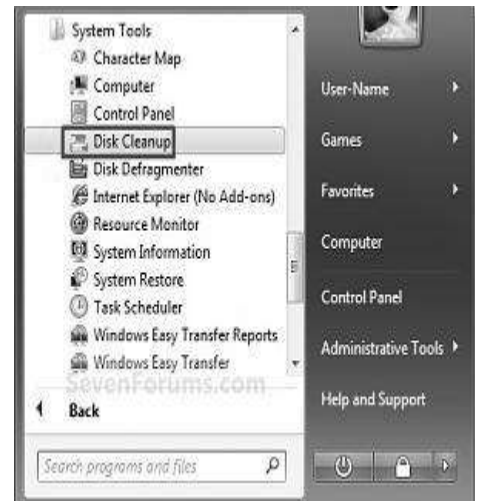 System Tools
Character Map
Computer
Control Panel
Disk Cleanup
Disk Defragmenter
Internet Explorer (No Add-ons)
Resource Monitor
System Information
System Restore
Task Scheduler
Windows Easy Transfer Reports
Windows Easy Transfer
SevenForums.com
Back
Search programs and files
User-Name
Games
Favorites
Computer
Control Panel
Administrative Tools
Help and Support